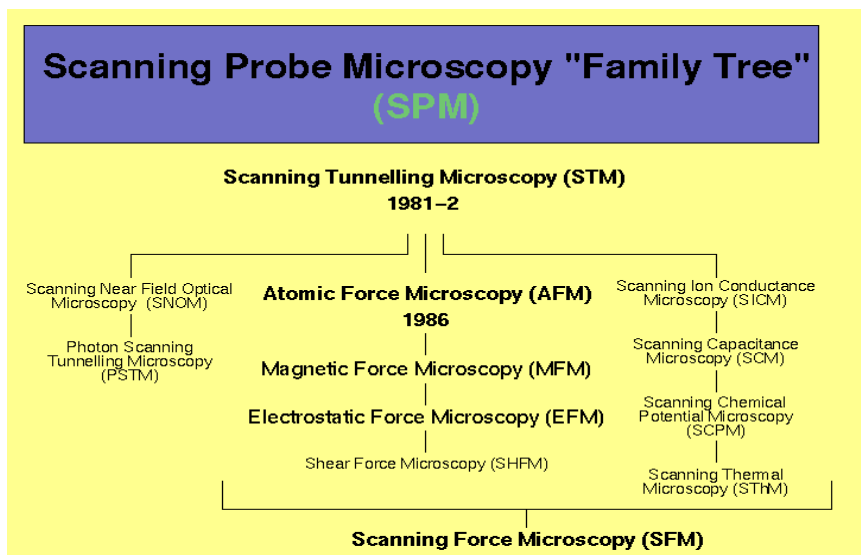 Scanning Probe Microscopy "Family Tree"
(SPM)
Scanning Tunnelling Microscopy (STM)
1981-2
Scanning Near Field Optical
Microscopy (SNOM)
Photon Scanning
Tunnelling Microscopy
(PSTM)
Atomic Force Microscopy (AFM)
1986
Magnetic Force Microscopy (MFM)
Electrostatic Force Microscopy (EFM)
Shear Force Microscopy (SHFM)
Scanning Ion Conductance
Microscopy (SICM)
Scanning Capacitance
Microscopy (SCM)
Scanning Chemical
Potential Microscopy
(SCPM)
Scanning Thermal
Microscopy (SThM)
Scanning Force Microscopy (SFM)